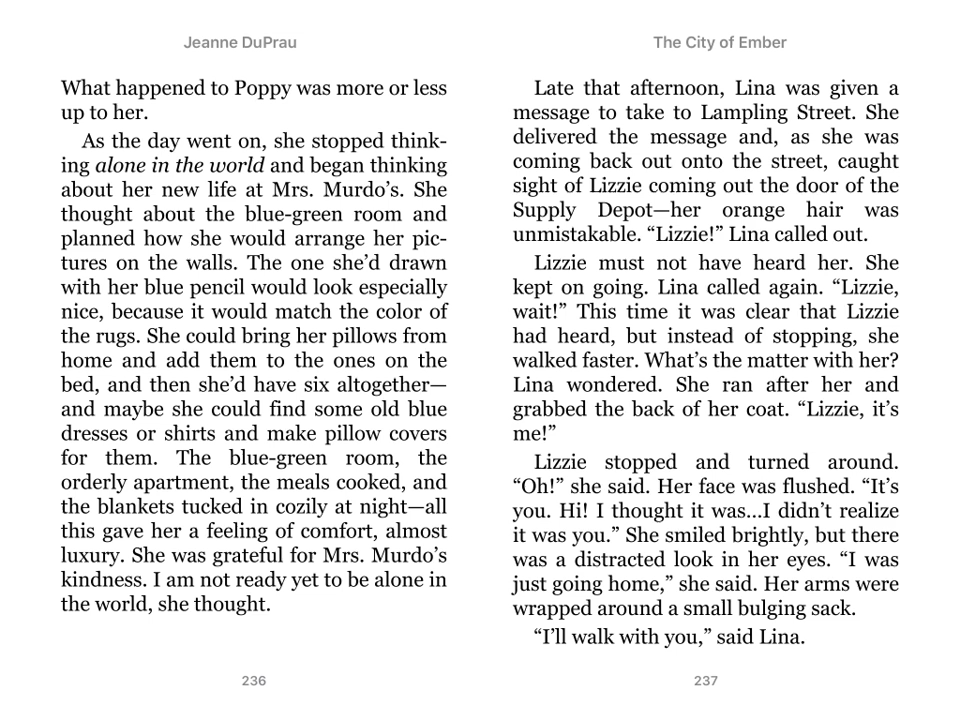 Jeanne DuPrau
What happened to Poppy was more or less
up to her.
As the day went on, she stopped think-
ing alone in the world and began thinking
about her new life at Mrs. Murdo’s. She
thought about the blue-green room and
planned how she would arrange her pic-
tures on the walls. The one she’d drawn
with her blue pencil would look especially
nice, because it would match the color of
the rugs. She could bring her pillows from
home and add them to the ones on the
bed, and then she’d have six altogether—
and maybe she could find some old blue
dresses or shirts and make pillow covers
for them. The blue-green room, the
orderly apartment, the meals cooked, and
the blankets tucked in cozily at night—all
this gave her a feeling of comfort, almost
luxury. She was grateful for Mrs. Murdo’s
kindness. I am not ready yet to be alone in
the world, she thought.
236
The City of Ember
Late that afternoon, Lina was given a
message to take to Lampling Street. She
delivered the message and, as she was
coming back out onto the street, caught
sight of Lizzie coming out the door of the
Supply Depot—her orange hair was
unmistakable. “Lizzie!” Lina called out.
Lizzie must not have heard her. She
kept on going. Lina called again. “Lizzie,
wait!” This time it was clear that Lizzie
had heard, but instead of stopping, she
walked faster. What’s the matter with her?
Lina wondered. She ran after her and
grabbed the back of her coat. “Lizzie, it’s
me!”
Lizzie stopped and turned around.
“Oh!” she said. Her face was flushed. “It’s
you. Hi! I thought it was...I didn’t realize
it was you.” She smiled brightly, but there
was a distracted look in her eyes. “I was
just going home,” she said. Her arms were
wrapped around a small bulging sack.
“I’ll walk with you,” said Lina.
237